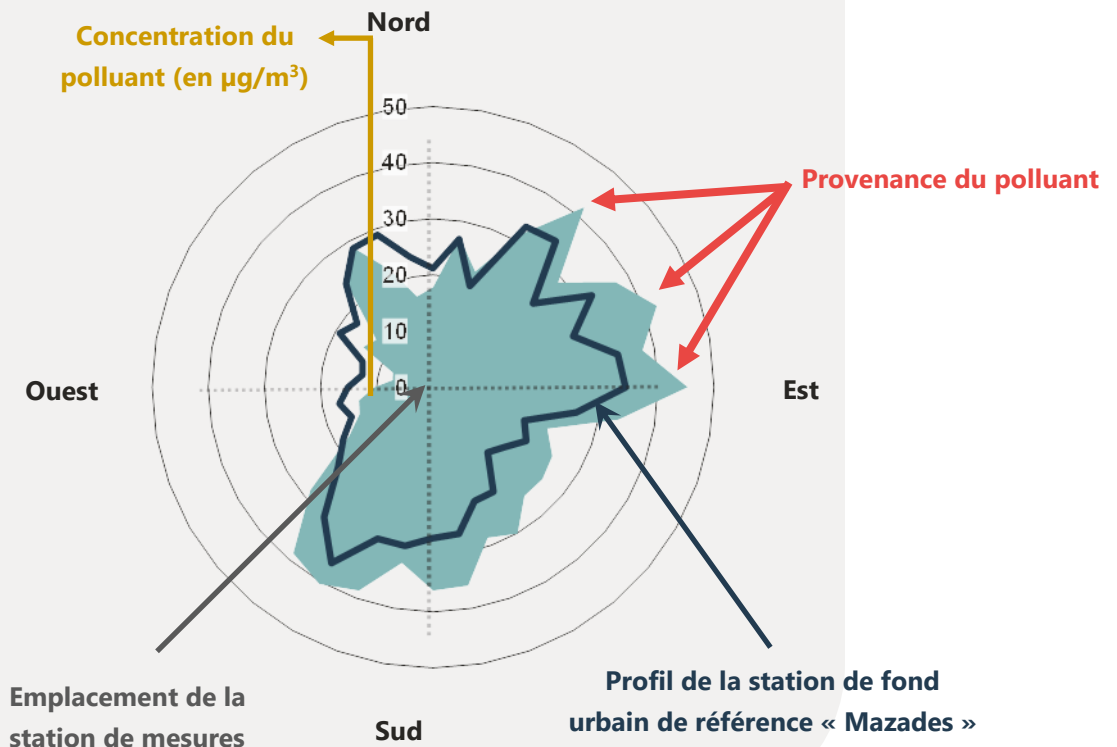 Nord
Concentration du
polluant (en µg/m³)
50
40
30
20
10
0
Provenance du polluant
Ouest
Est
Emplacement de la
station de mesures
Sud
Profil de la station de fond
urbain de référence « Mazades »